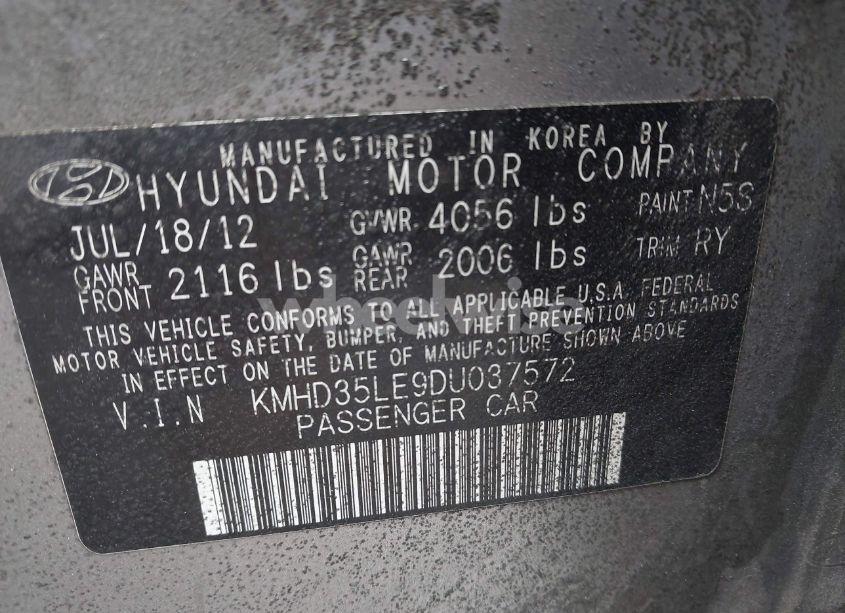 MANUFACTURED IN KOREA BY
HYUNDAI MOTOR COMPANY
JUL/18/12 GVWR 4056 lbs PAINT N5S
GAWR FRONT 2116 lbs GAWR REAR 2006 lbs TRIM RY
THIS VEHICLE CONFORMS TO ALL APPLICABLE U.S.A. FEDERAL
MOTOR VEHICLE SAFETY, BUMPER, AND THEFT PREVENTION STANDARDS
IN EFFECT ON THE DATE OF MANUFACTURE SHOWN ABOVE
V.I.N KMHD35LE9DU037572
PASSENGER CAR